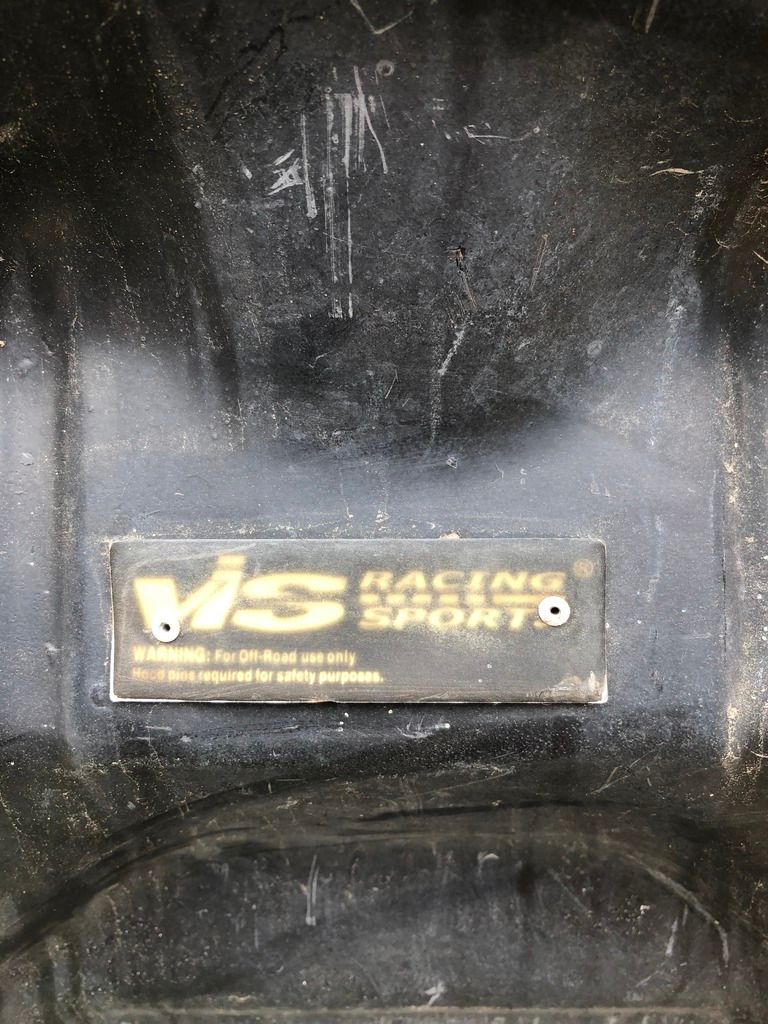 VIS RACING
SPORTS
®
WARNING: For Off-Road use only
Hood pins required for safety purposes.